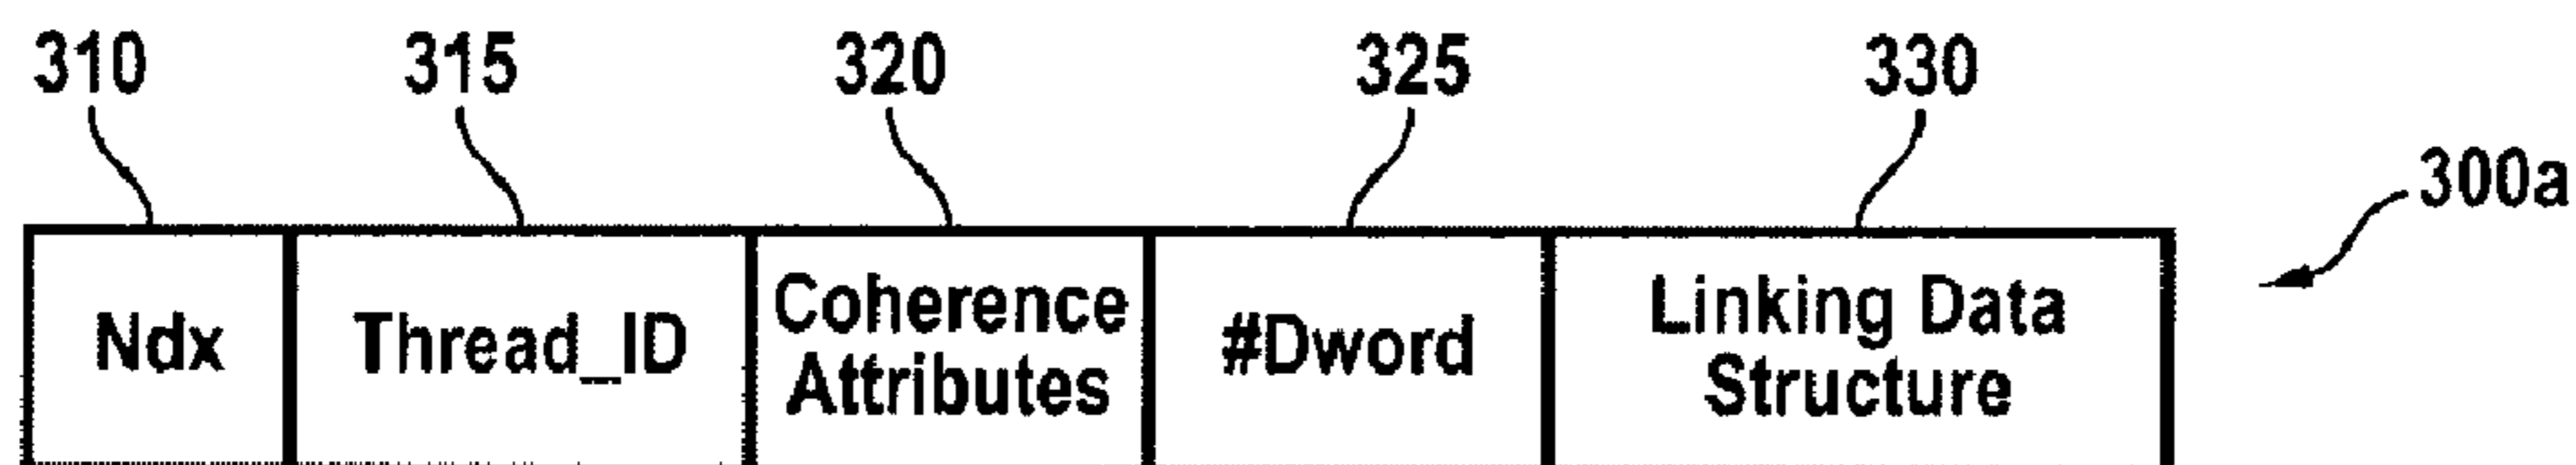 310 315 320 325 330
300a
Ndx Thread_ID Coherence Attributes #Dword Linking Data Structure